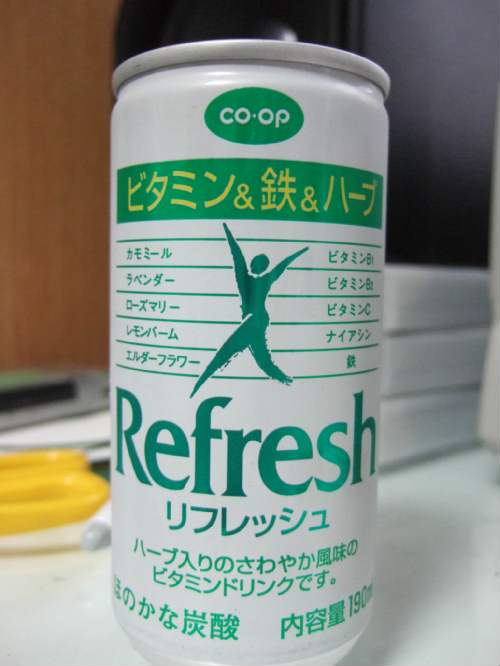 CO·OP
ビタミン&鉄&ハーブ
カモミール
ラベンダー
ローズマリー
レモンバーム
エルダーフラワー
ビタミンB1
ビタミンB2
ビタミンC
ナイアシン
鉄
Refresh
リフレッシュ
ハーブ入りのさわやか風味の
ビタミンドリンクです。
ほのかな炭酸 内容量190m